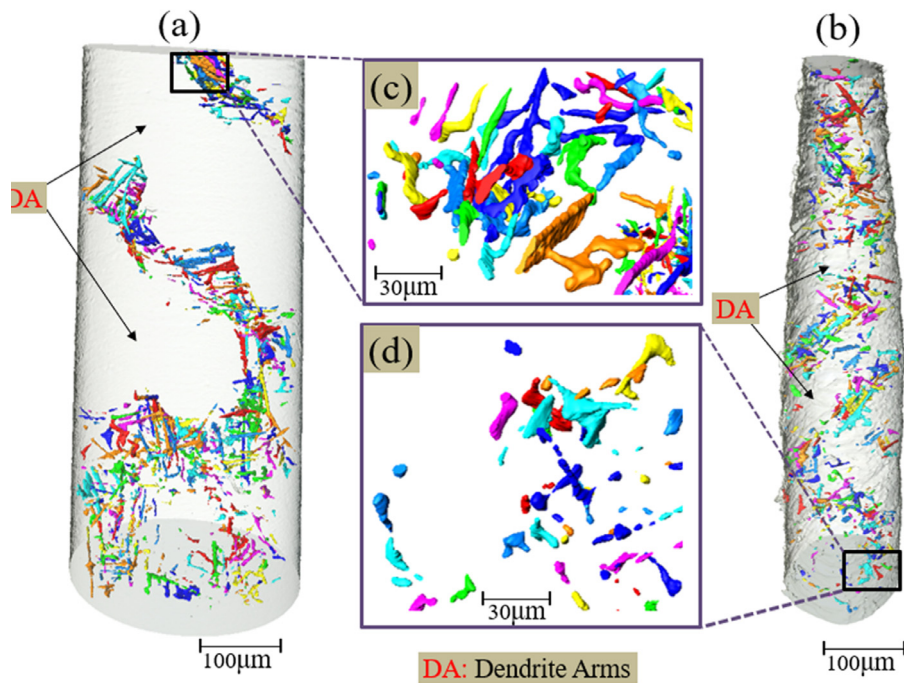 (a)
(b)
(c)
DA
30μm
(d)
DA
30μm
100μm
100μm
DA: Dendrite Arms